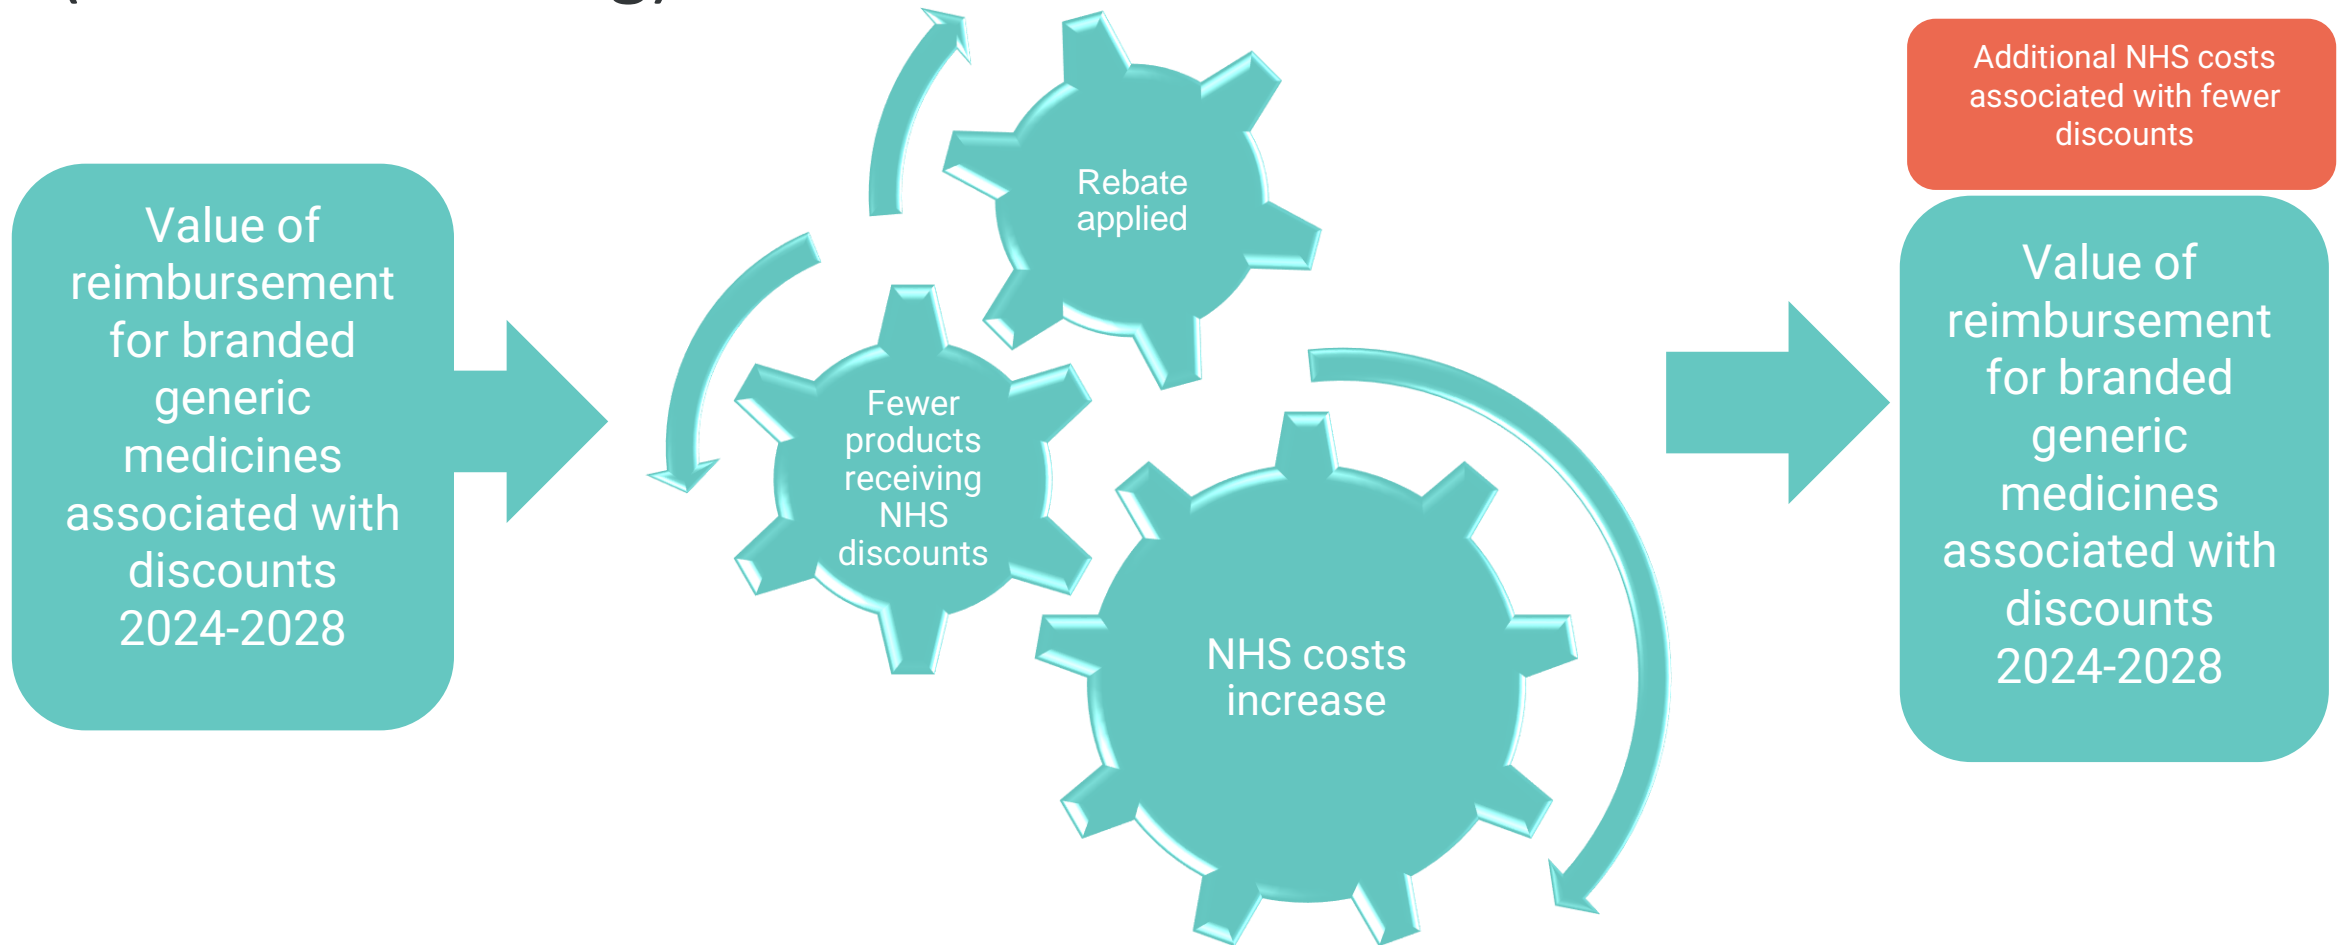 Value of
reimbursement
for branded
generic
medicines
associated with
discounts
2024-2028
Rebate
applied
Fewer
products
receiving
NHS
discounts
NHS costs
increase
Additional NHS costs
associated with fewer
discounts
Value of
reimbursement
for branded
generic
medicines
associated with
discounts
2024-2028